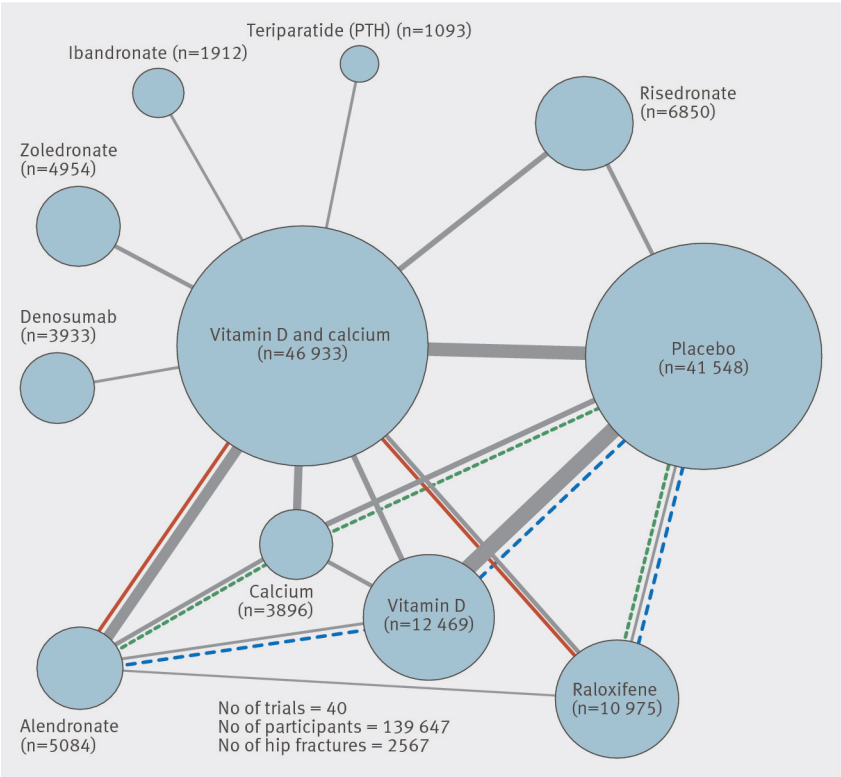 Teriparatide (PTH) (n=1093)
Ibandronate (n=1912)
Risedronate
(n=6850)
Zoledronate
(n=4954)
Denosumab
(n=3933)
Vitamin D and calcium
(n=46 933)
Placebo
(n=41 548)
Calcium
(n=3896)
Vitamin D
(n=12 469)
Raloxifene
(n=10 975)
Alendronate
(n=5084)
No of trials = 40
No of participants = 139 647
No of hip fractures = 2567